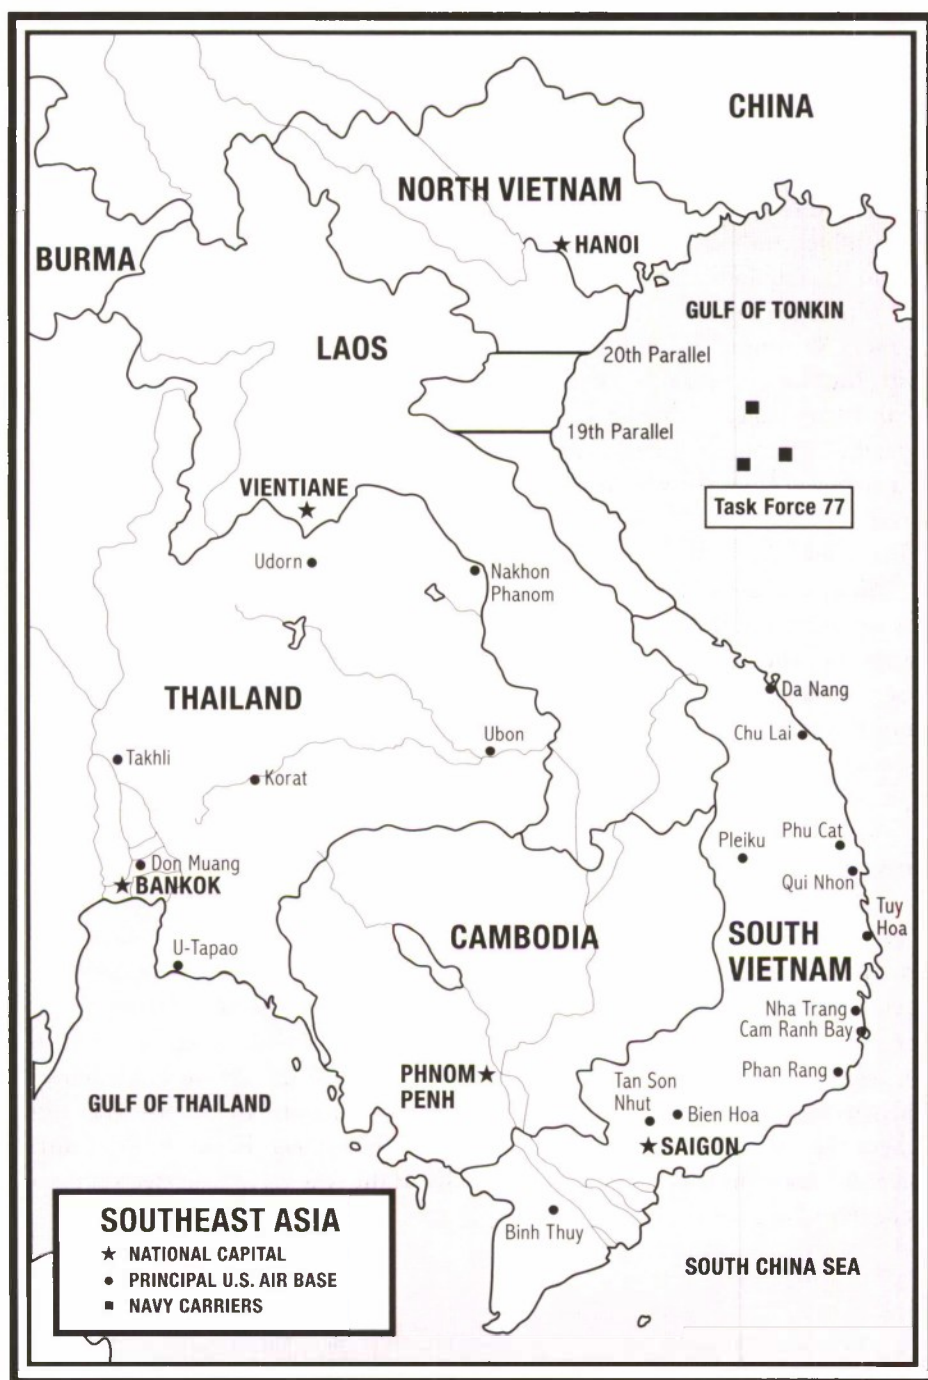 CHINA
NORTH VIETNAM
HANOI
BURMA
GULF OF TONKIN
LAOS
20th Parallel
19th Parallel
VIENTIANE
Task Force 77
Udorn
Nakhon
Phanom
THAILAND
Da Nang
Ubon
Chu Lai
Takhli
Korat
Phu Cat
Pleiku
Don Muang
BANKOK
Qui Nhon
Tuy
Hoa
CAMBODIA
SOUTH
VIETNAM
U-Tapao
Nha Trang
Cam Ranh Bay
PHNOM
PENH
Phan Rang
Tan Son
Nhut
GULF OF THAILAND
Bien Hoa
SAIGON
Binh Thuy
SOUTH CHINA SEA
SOUTHEAST ASIA
NATIONAL CAPITAL
PRINCIPAL U.S. AIR BASE
NAVY CARRIERS